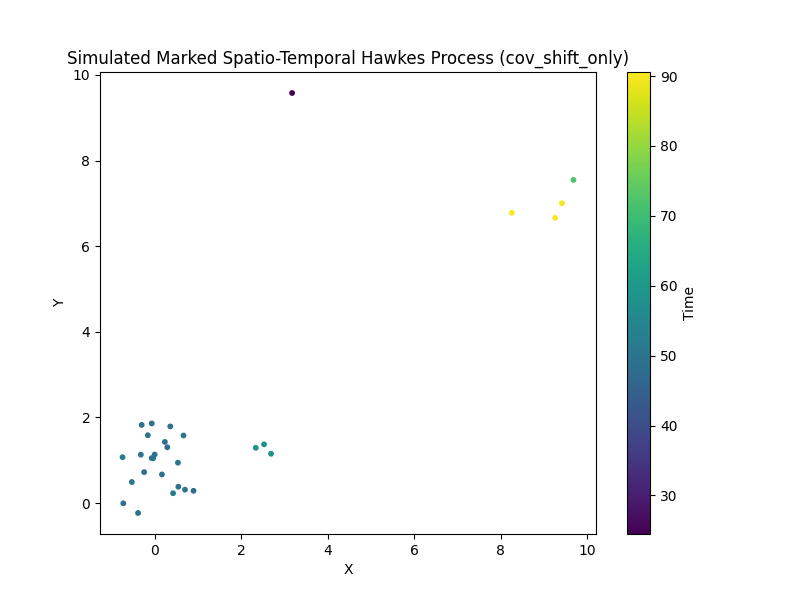 Simulated Marked Spatio-Temporal Hawkes Process (cov_shift_only)
10
8
6
4
2
0
Y
0 2 4 6 8 10
X
90
80
70
60
50
40
30
Time